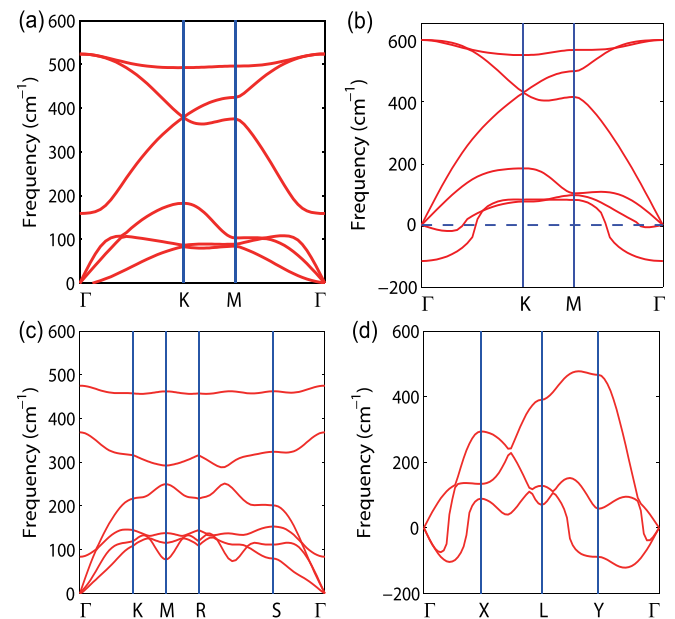 (a)
Frequency (cm⁻¹)
600
500
400
300
200
100
0
Γ K M Γ
(b)
Frequency (cm⁻¹)
600
400
200
0
−200
Γ K M Γ
(c)
Frequency (cm⁻¹)
600
500
400
300
200
100
0
Γ K M R S Γ
(d)
Frequency (cm⁻¹)
600
400
200
0
−200
Γ X L Y Γ